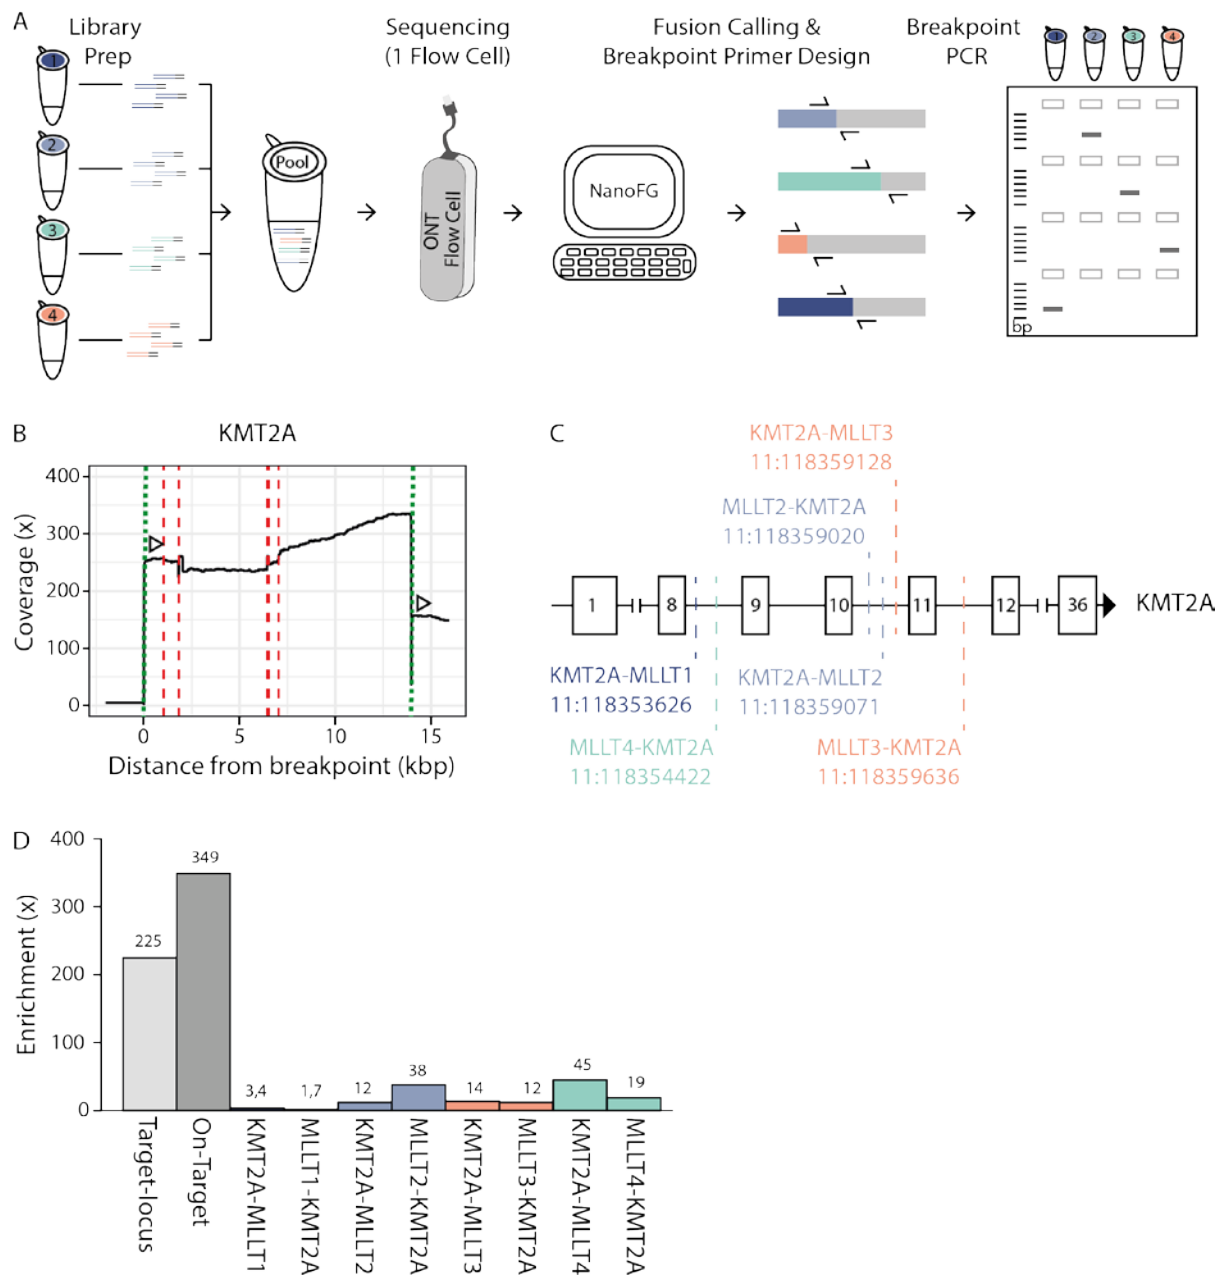 A
Library
Prep
Sequencing
(1 Flow Cell)
Fusion Calling &
Breakpoint Primer Design
Breakpoint
PCR
1
2
3
4
1
2
3
4
Pool
ONT
Flow Cell
NanoFG
bp
B
KMT2A
400
300
200
100
0
Coverage (x)
0
5
10
15
Distance from breakpoint (kbp)
C
KMT2A-MLLT3
11:118359128
MLLT2-KMT2A
11:118359020
1
8
9
10
11
12
36
KMT2A
KMT2A-MLLT1
11:118353626
KMT2A-MLLT2
11:118359071
MLLT4-KMT2A
11:118354422
MLLT3-KMT2A
11:118359636
D
400
300
200
100
0
Enrichment (x)
225
349
3,4
1,7
12
38
14
12
45
19
Target-locus
On-Target
KMT2A-MLLT1
MLLT1-KMT2A
KMT2A-MLLT2
MLLT2-KMT2A
KMT2A-MLLT3
MLLT3-KMT2A
KMT2A-MLLT4
MLLT4-KMT2A